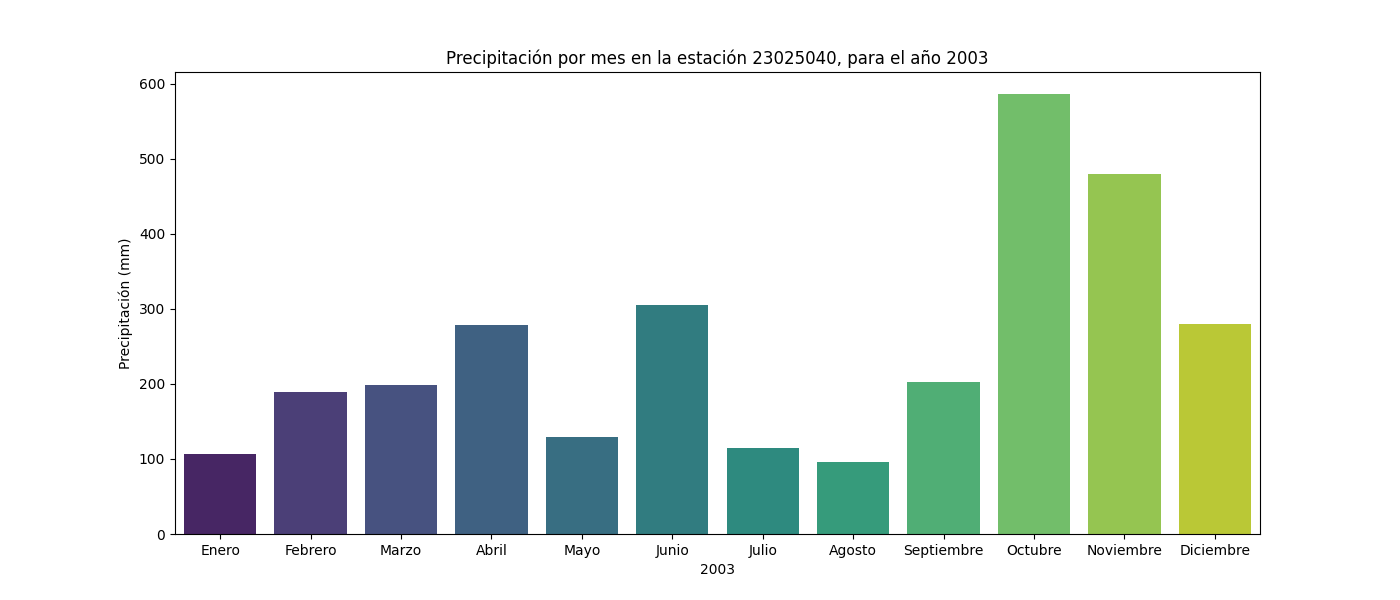 Precipitación por mes en la estación 23025040, para el año 2003
Precipitación (mm)
600
500
400
300
200
100
0
Enero Febrero Marzo Abril Mayo Junio Julio Agosto Septiembre Octubre Noviembre Diciembre
2003